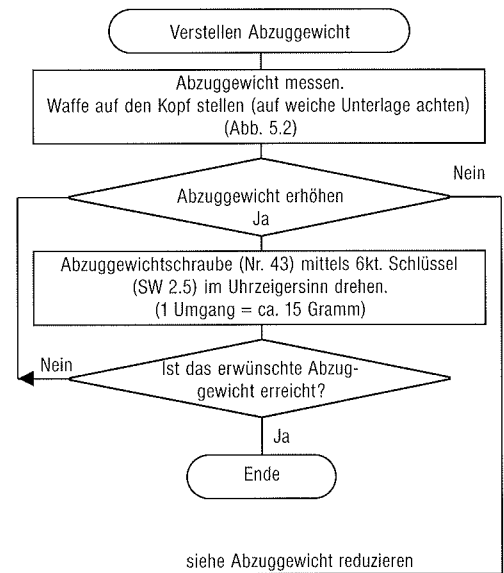 Verstellen Abzuggewicht
Abzuggewicht messen.
Waffe auf den Kopf stellen (auf weiche Unterlage achten)
(Abb. 5.2)
Nein
Abzuggewicht erhöhen
Ja
Abzuggewichtschraube (Nr. 43) mittels 6kt. Schlüssel
(SW 2.5) im Uhrzeigersinn drehen.
(1 Umgang = ca. 15 Gramm)
Nein
Ist das erwünschte Abzug-
gewicht erreicht?
Ja
Ende
siehe Abzuggewicht reduzieren